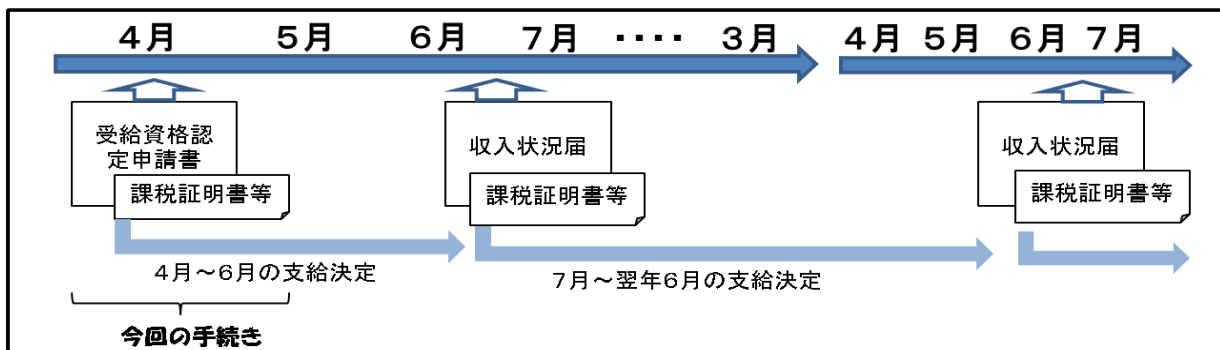 4月 5月 6月 7月 ・・・・ 3月 4月 5月 6月 7月
受給資格認
定申請書
課税証明書等
収入状況届
課税証明書等
収入状況届
課税証明書等
4月～6月の支給決定
7月～翌年6月の支給決定
今回の手続き